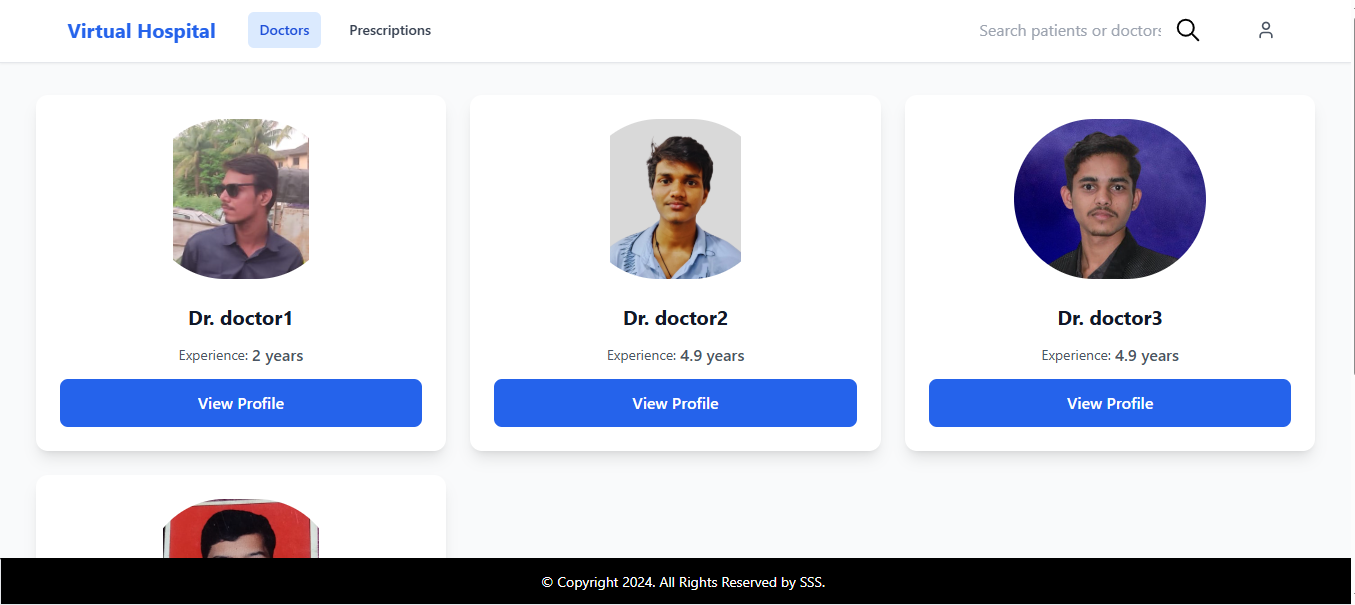 Virtual Hospital
Doctors
Prescriptions
Search patients or doctors
Dr. doctor1
Experience: 2 years
View Profile
Dr. doctor2
Experience: 4.9 years
View Profile
Dr. doctor3
Experience: 4.9 years
View Profile
© Copyright 2024. All Rights Reserved by SSS.